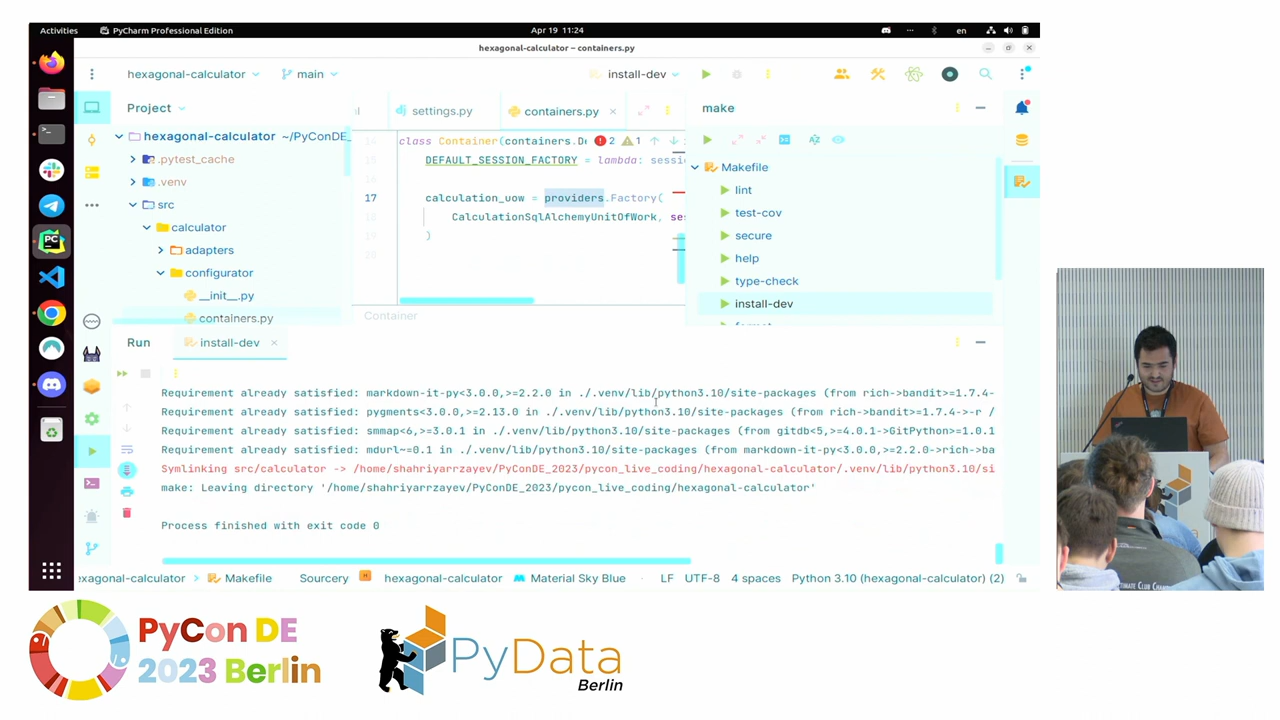 Activities
PyCharm Professional Edition
Apr 19 11:24
en
hexagonal-calculator – containers.py
hexagonal-calculator
main
install-dev
Project
settings.py
containers.py
make
hexagonal-calculator ~/PyConDE_
.pytest_cache
.venv
src
calculator
adapters
configurator
__init__.py
containers.py
class Container(containers.De
2
1
15
DEFAULT_SESSION_FACTORY = lambda: sessi
17
calculation_uow = providers.Factory(
18
CalculationSqlAlchemyUnitOfWork, ses
19
)
20
Container
Makefile
lint
test-cov
secure
help
type-check
install-dev
format
Run
install-dev
Requirement already satisfied: markdown-it-py<3.0.0,>=2.2.0 in ./.venv/lib/python3.10/site-packages (from rich->bandit>=1.7.4-
Requirement already satisfied: pygments<3.0.0,>=2.13.0 in ./.venv/lib/python3.10/site-packages (from rich->bandit>=1.7.4->-r /
Requirement already satisfied: smmap<6,>=3.0.1 in ./.venv/lib/python3.10/site-packages (from gitdb<5,>=4.0.1->GitPython>=1.0.1
Requirement already satisfied: mdurl~=0.1 in ./.venv/lib/python3.10/site-packages (from markdown-it-py<3.0.0,>=2.2.0->rich->ba
Symlinking src/calculator -> /home/shahriyarrzayev/PyConDE_2023/pycon_live_coding/hexagonal-calculator/.venv/lib/python3.10/si
make: Leaving directory '/home/shahriyarrzayev/PyConDE_2023/pycon_live_coding/hexagonal-calculator'
Process finished with exit code 0
exagonal-calculator
Makefile
Sourcery
hexagonal-calculator
Material Sky Blue
LF
UTF-8
4 spaces
Python 3.10 (hexagonal-calculator) (2)
PyCon DE
2023 Berlin
PyData
Berlin